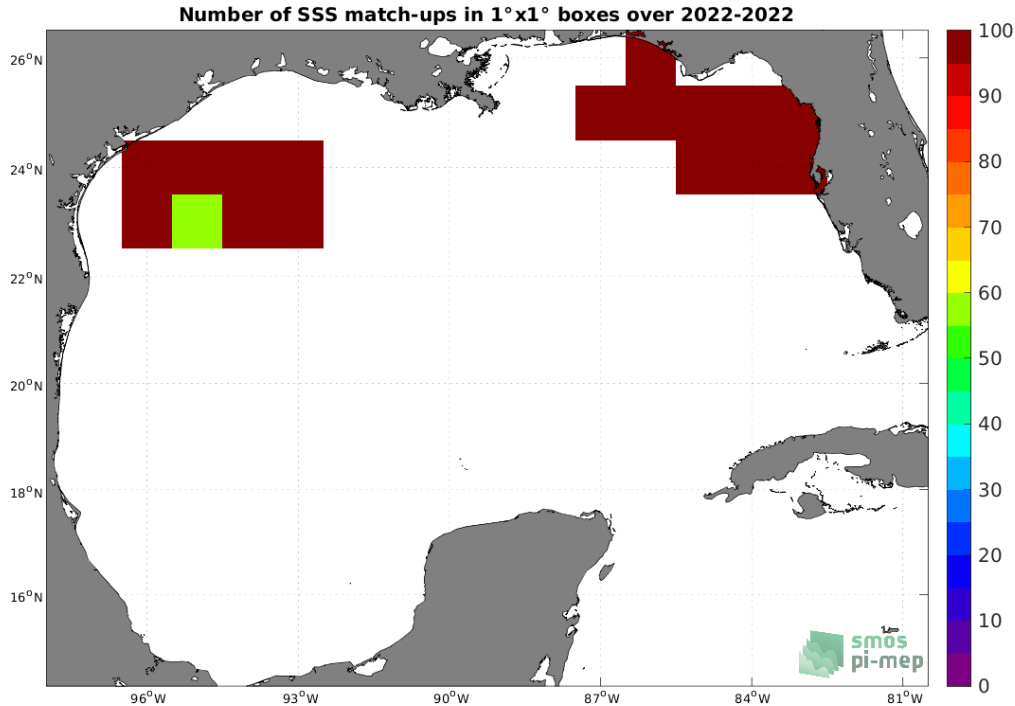 Number of SSS match-ups in 1°x1° boxes over 2022-2022
26°N
24°N
22°N
20°N
18°N
16°N
96°W
93°W
90°W
87°W
84°W
81°W
100
90
80
70
60
50
40
30
20
10
0
smos
pi-mep